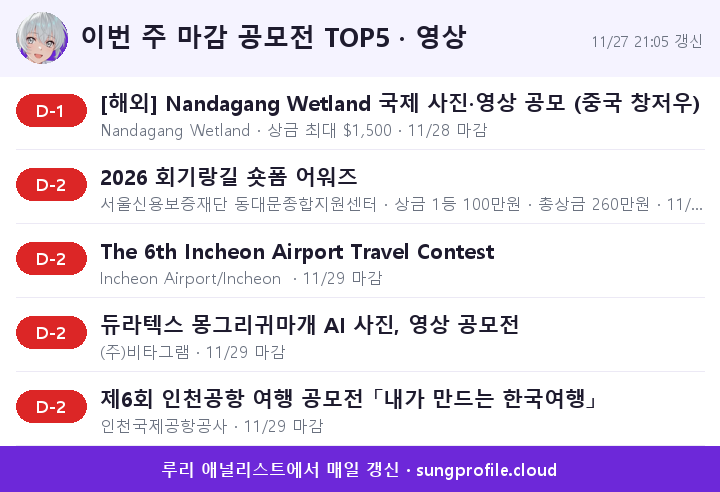 이번 주 마감 공모전 TOP5 · 영상
11/27 21:05 갱신
D-1
[해외] Nandagang Wetland 국제 사진·영상 공모 (중국 창저우)
Nandagang Wetland · 상금 최대 $1,500 · 11/28 마감
D-2
2026 회기랑길 숏폼 어워즈
서울신용보증재단 동대문종합지원센터 · 상금 1등 100만원 · 총상금 260만원 · 11/...
D-2
The 6th Incheon Airport Travel Contest
Incheon Airport/Incheon · 11/29 마감
D-2
듀라텍스 몽그리귀마개 AI 사진, 영상 공모전
(주)비타그램 · 11/29 마감
D-2
제6회 인천공항 여행 공모전 「내가 만드는 한국여행」
인천국제공항공사 · 11/29 마감
루리 애널리스트에서 매일 갱신 · sungprofile.cloud